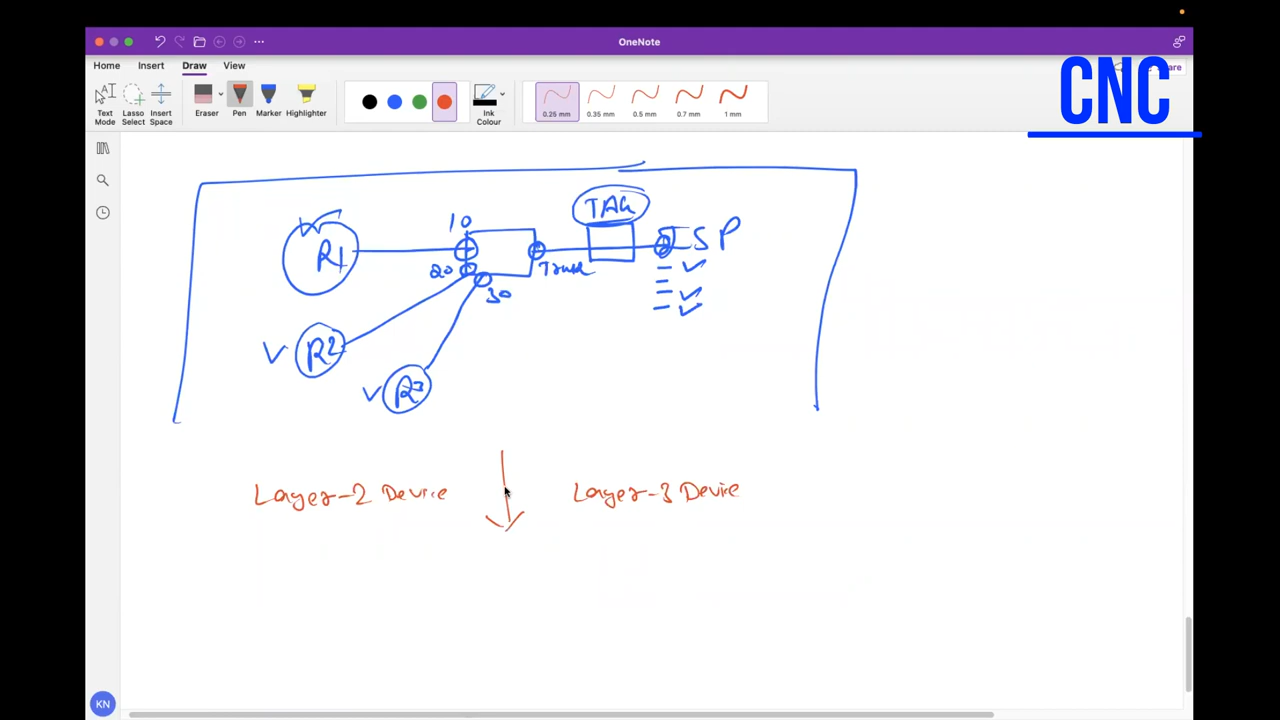 OneNote
Home Insert Draw View
CNC
Text Mode
Lasso Select
Insert Space
Eraser
Pen
Marker
Highlighter
Ink Colour
0.25 mm
0.35 mm
0.5 mm
0.7 mm
1 mm
TAG
10
R1
ISP
20
Trunk
30
R2
R3
Layer-2 Device
Layer-3 Device
KN